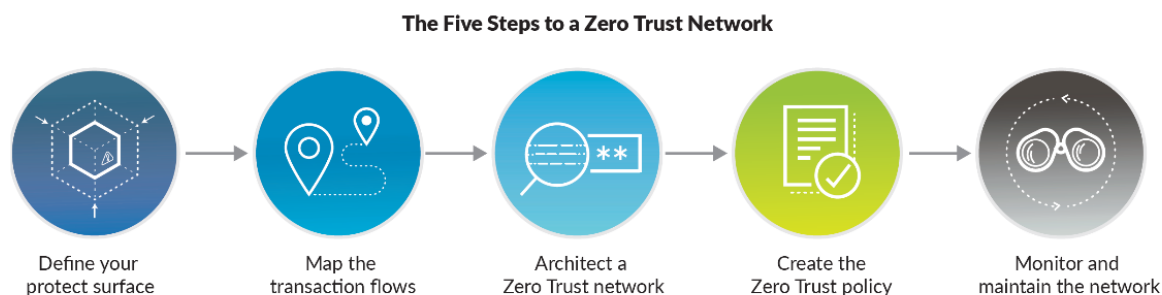 The Five Steps to a Zero Trust Network
**
Define your
protect surface
Map the
transaction flows
Architect a
Zero Trust network
Create the
Zero Trust policy
Monitor and
maintain the network